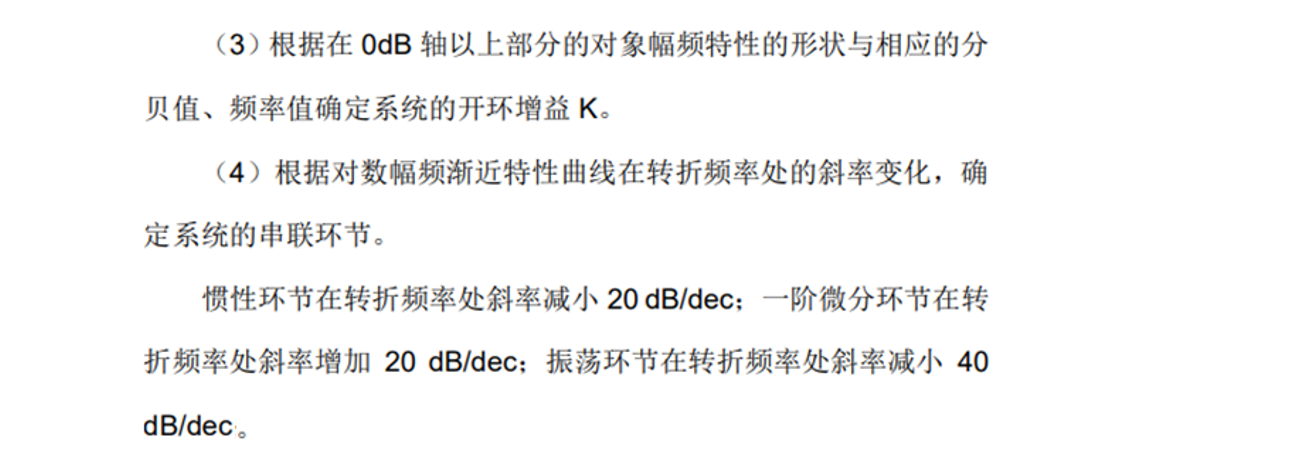 （3）根据在 0dB 轴以上部分的对象幅频特性的形状与相应的分
贝值、频率值确定系统的开环增益 K。
（4）根据对数幅频渐近特性曲线在转折频率处的斜率变化，确
定系统的串联环节。
惯性环节在转折频率处斜率减小 20 dB/dec；一阶微分环节在转
折频率处斜率增加 20 dB/dec；振荡环节在转折频率处斜率减小 40
dB/dec。